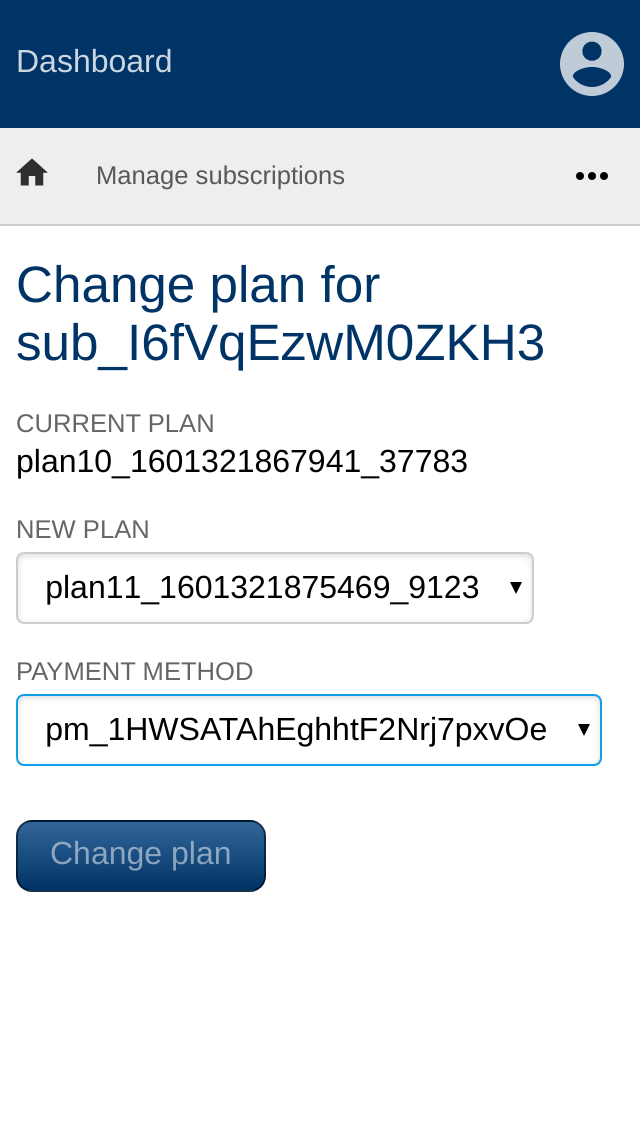 Dashboard
Manage subscriptions
Change plan for
sub_I6fVqEzwM0ZKH3
CURRENT PLAN
plan10_1601321867941_37783
NEW PLAN
plan11_1601321875469_9123
PAYMENT METHOD
pm_1HWSATAhEghhtF2Nrj7pxvOe
Change plan